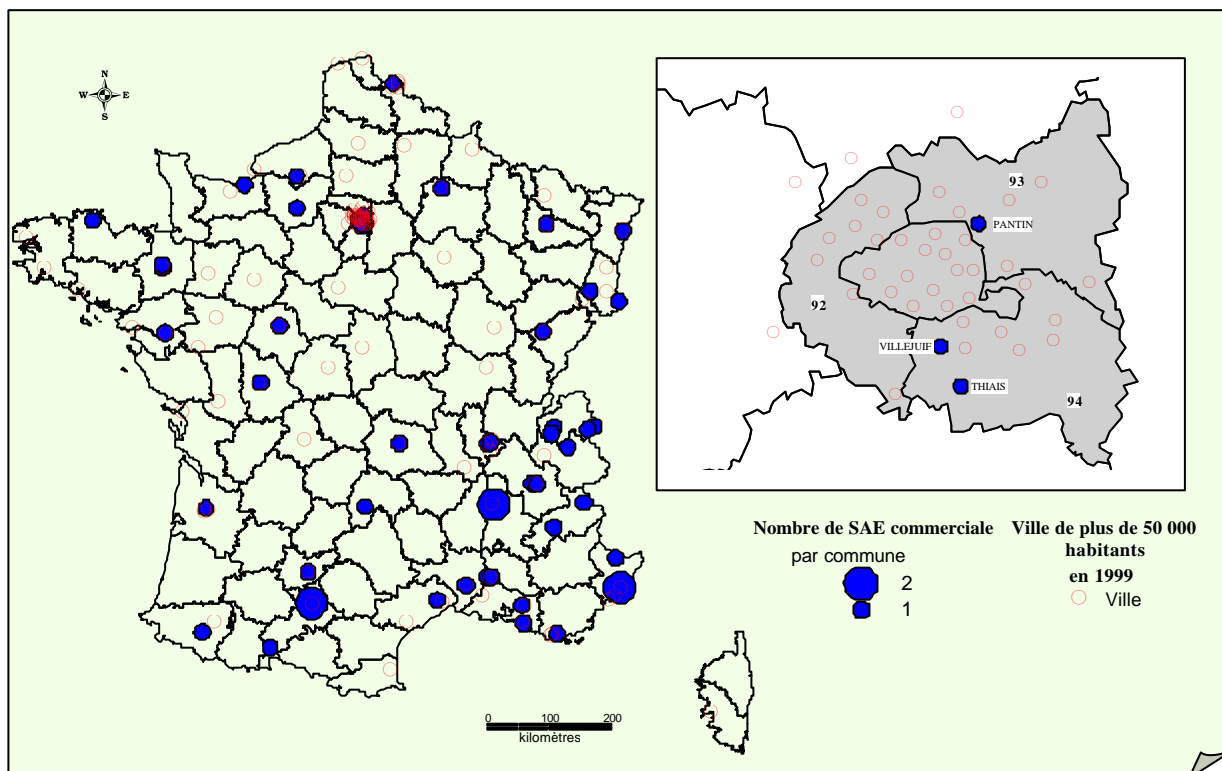 N
W E
S
93
PANTIN
92
VILLEJUIF
THIAIS
94
Nombre de SAE commerciale
par commune
2
1
Ville de plus de 50 000
habitants
en 1999
Ville
0 100 200
kilomètres